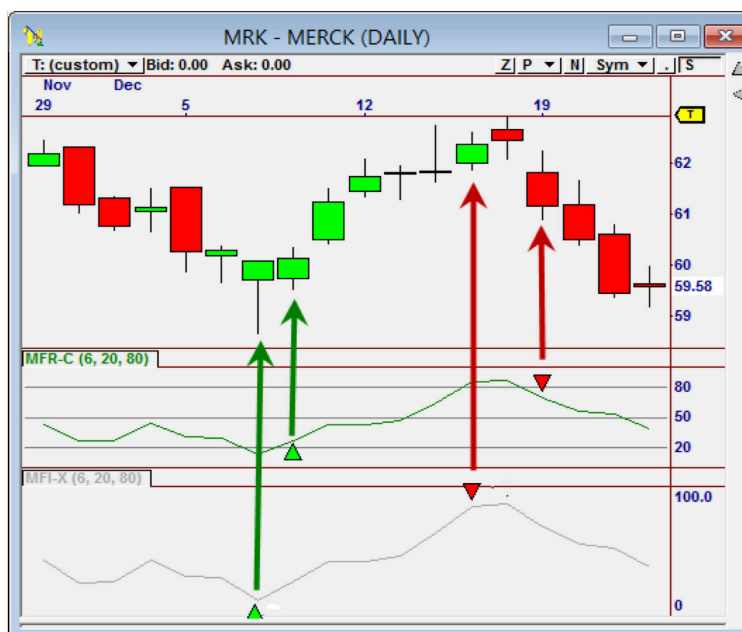 MRK - MERCK (DAILY)
T: (custom) Bid: 0.00 Ask: 0.00 Z P N Sym . S
Nov Dec
29 5 12 19
T
62
61
60
59.58
59
MFR-C (6, 20, 80)
80
50
20
MFI-X (6, 20, 80)
100.0
0